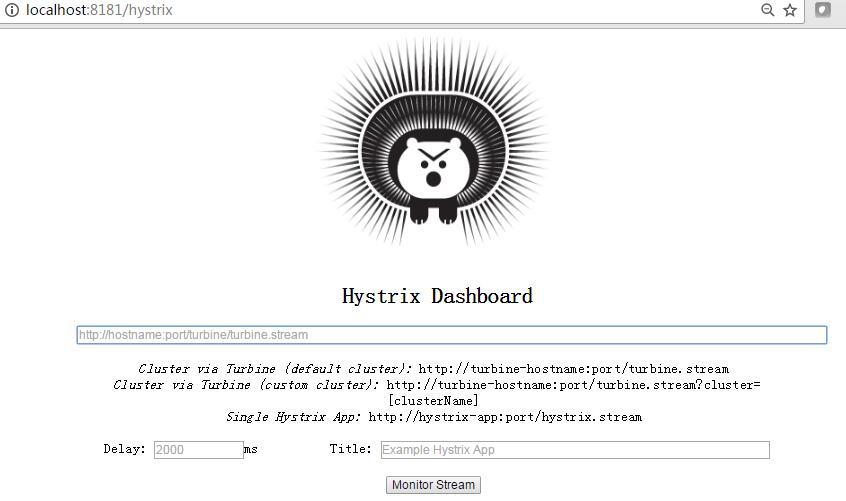 localhost:8181/hystrix
Hystrix Dashboard
http://hostname:port/turbine/turbine.stream
Cluster via Turbine (default cluster): http://turbine-hostname:port/turbine.stream
Cluster via Turbine (custom cluster): http://turbine-hostname:port/turbine.stream?cluster=
[clusterName]
Single Hystrix App: http://hystrix-app:port/hystrix.stream
Delay: 2000 ms Title: Example Hystrix App
Monitor Stream